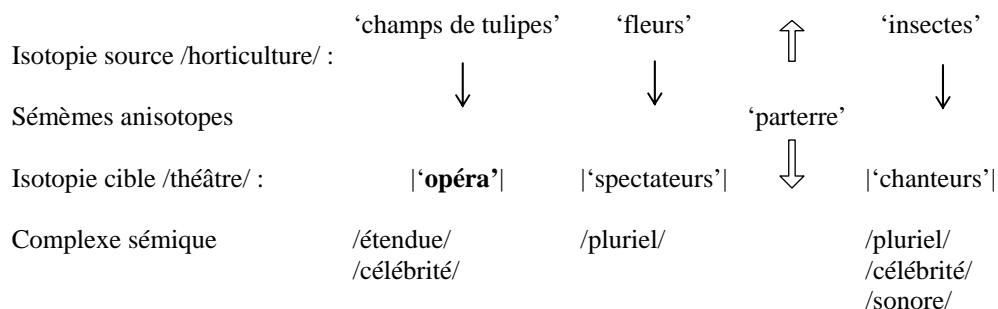 ‘champs de tulipes’ ‘fleurs’ ‘insectes’
Isotopie source /horticulture/ :
Sémèmes anisotopes ‘parterre’
Isotopie cible /théâtre/ : |‘opéra’| |‘spectateurs’| |‘chanteurs’|
Complexe sémique /étendue/ /pluriel/ /pluriel/
/célébrité/ /célébrité/
/sonore/